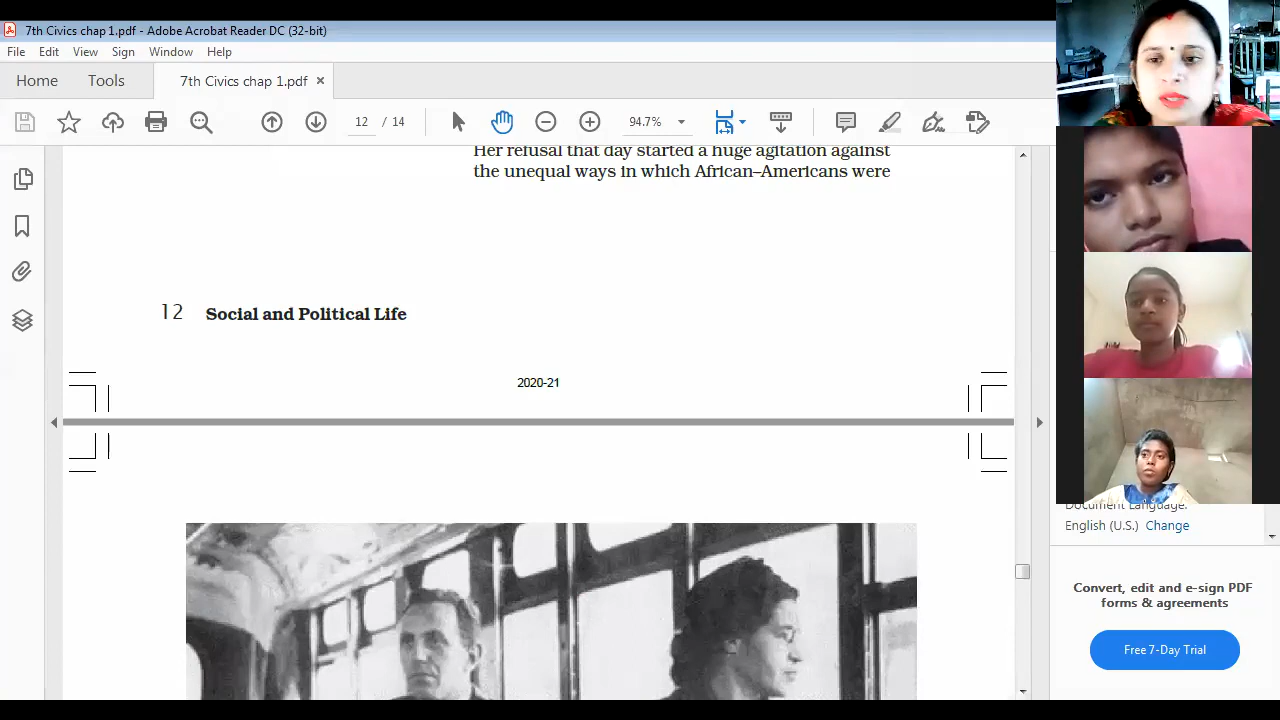 7th Civics chap 1.pdf - Adobe Acrobat Reader DC (32-bit)
File Edit View Sign Window Help
Home Tools 7th Civics chap 1.pdf ×
12 / 14 94.7%
Her refusal that day started a huge agitation against
the unequal ways in which African–Americans were
12 Social and Political Life
2020-21
Document Language:
English (U.S.) Change
Convert, edit and e-sign PDF
forms & agreements
Free 7-Day Trial